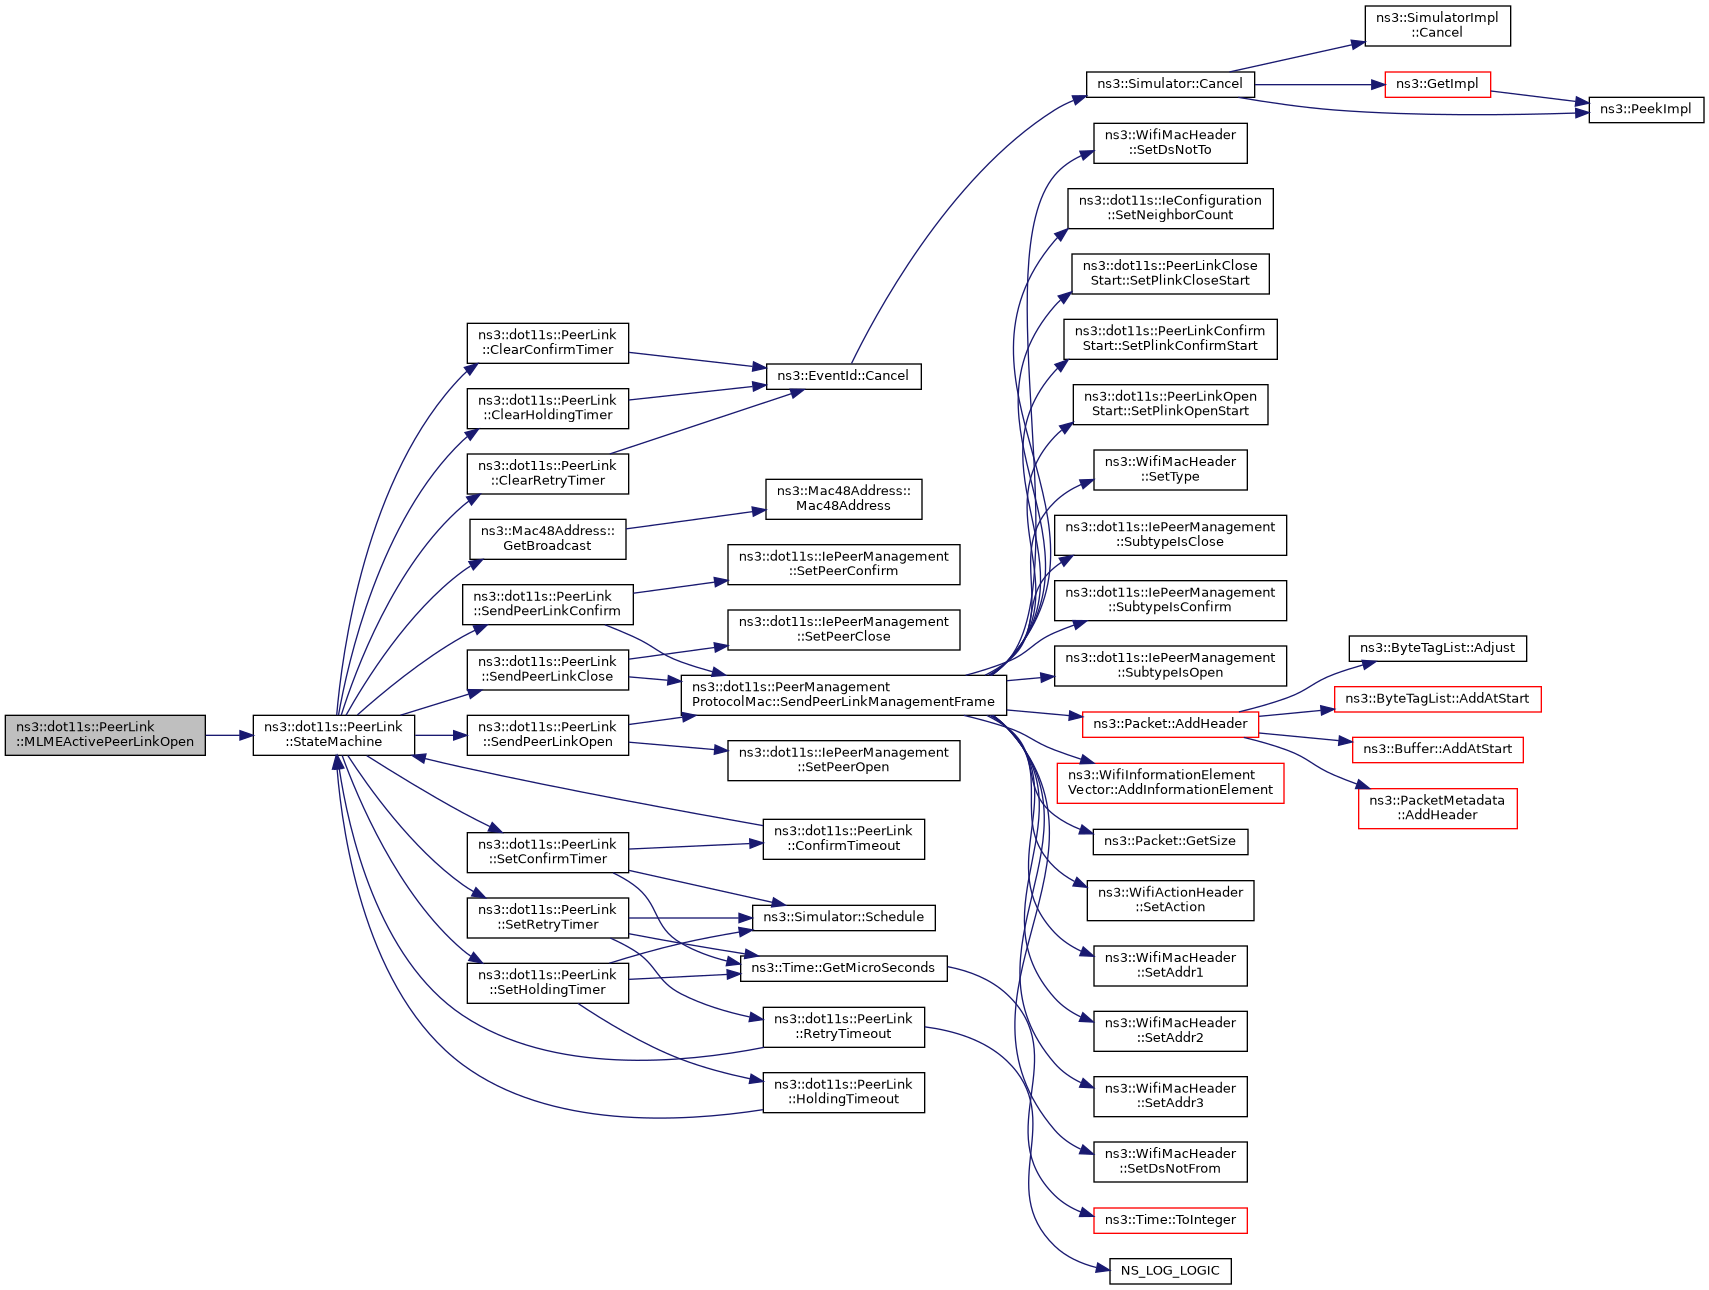 ns3::dot11s::PeerLink
::MLMEActivePeerLinkOpen
ns3::dot11s::PeerLink
::StateMachine
ns3::dot11s::PeerLink
::ClearConfirmTimer
ns3::dot11s::PeerLink
::ClearHoldingTimer
ns3::dot11s::PeerLink
::ClearRetryTimer
ns3::Mac48Address::
GetBroadcast
ns3::dot11s::PeerLink
::SendPeerLinkConfirm
ns3::dot11s::PeerLink
::SendPeerLinkClose
ns3::dot11s::PeerLink
::SendPeerLinkOpen
ns3::dot11s::PeerLink
::SetConfirmTimer
ns3::dot11s::PeerLink
::SetRetryTimer
ns3::dot11s::PeerLink
::SetHoldingTimer
ns3::EventId::Cancel
ns3::Mac48Address::
Mac48Address
ns3::dot11s::IePeerManagement
::SetPeerConfirm
ns3::dot11s::IePeerManagement
::SetPeerClose
ns3::dot11s::PeerManagement
ProtocolMac::SendPeerLinkManagementFrame
ns3::dot11s::IePeerManagement
::SetPeerOpen
ns3::dot11s::PeerLink
::ConfirmTimeout
ns3::Simulator::Schedule
ns3::Time::GetMicroSeconds
ns3::dot11s::PeerLink
::RetryTimeout
ns3::dot11s::PeerLink
::HoldingTimeout
ns3::Simulator::Cancel
ns3::WifiMacHeader
::SetDsNotTo
ns3::dot11s::IeConfiguration
::SetNeighborCount
ns3::dot11s::PeerLinkClose
Start::SetPlinkCloseStart
ns3::dot11s::PeerLinkConfirm
Start::SetPlinkConfirmStart
ns3::dot11s::PeerLinkOpen
Start::SetPlinkOpenStart
ns3::WifiMacHeader
::SetType
ns3::dot11s::IePeerManagement
::SubtypeIsClose
ns3::dot11s::IePeerManagement
::SubtypeIsConfirm
ns3::dot11s::IePeerManagement
::SubtypeIsOpen
ns3::Packet::AddHeader
ns3::WifiInformationElement
Vector::AddInformationElement
ns3::Packet::GetSize
ns3::WifiActionHeader
::SetAction
ns3::WifiMacHeader
::SetAddr1
ns3::WifiMacHeader
::SetAddr2
ns3::WifiMacHeader
::SetAddr3
ns3::WifiMacHeader
::SetDsNotFrom
ns3::Time::ToInteger
NS_LOG_LOGIC
ns3::SimulatorImpl
::Cancel
ns3::GetImpl
ns3::PeekImpl
ns3::ByteTagList::Adjust
ns3::ByteTagList::AddAtStart
ns3::Buffer::AddAtStart
ns3::PacketMetadata
::AddHeader